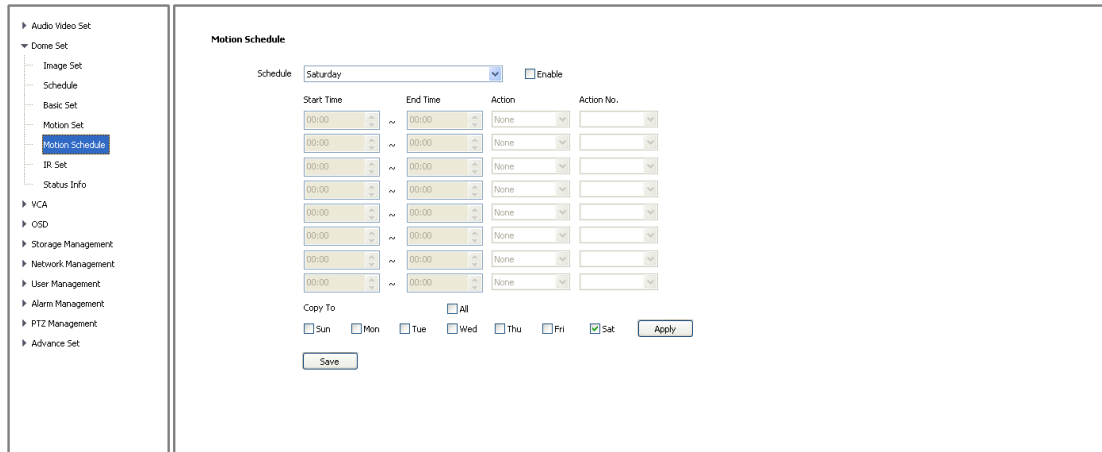 Audio Video Set
Dome Set
Image Set
Schedule
Basic Set
Motion Set
Motion Schedule
IR Set
Status Info
VCA
OSD
Storage Management
Network Management
User Management
Alarm Management
PTZ Management
Advance Set
Motion Schedule
Schedule Saturday Enable
Start Time End Time Action Action No.
00:00 ~ 00:00 None
00:00 ~ 00:00 None
00:00 ~ 00:00 None
00:00 ~ 00:00 None
00:00 ~ 00:00 None
00:00 ~ 00:00 None
00:00 ~ 00:00 None
00:00 ~ 00:00 None
Copy To All
Sun Mon Tue Wed Thu Fri Sat Apply
Save